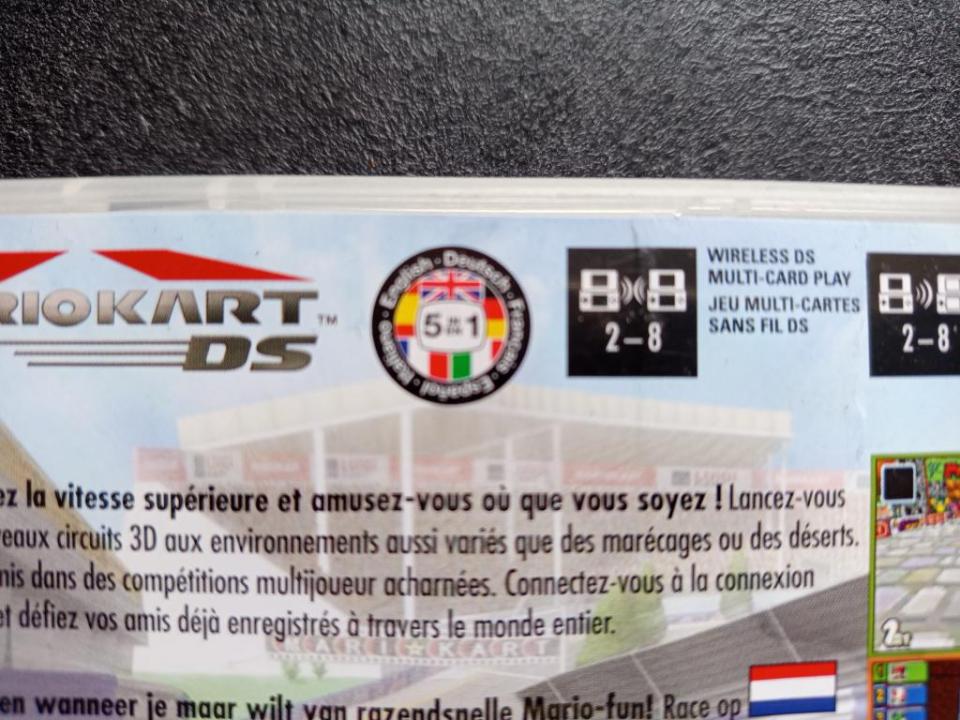 RIOKART™
DS
English · Deutsch · Français · Español · Italiano
5 in 1
2–8
WIRELESS DS
MULTI-CARD PLAY
JEU MULTI-CARTES
SANS FIL DS
2–8
ez la vitesse supérieure et amusez-vous où que vous soyez ! Lancez-vous
eaux circuits 3D aux environnements aussi variés que des marécages ou des déserts.
nis dans des compétitions multijoueur acharnées. Connectez-vous à la connexion
et défiez vos amis déjà enregistrés à travers le monde entier.
MARI★KART
en wanneer je maar wilt van razendsnelle Mario-fun! Race op